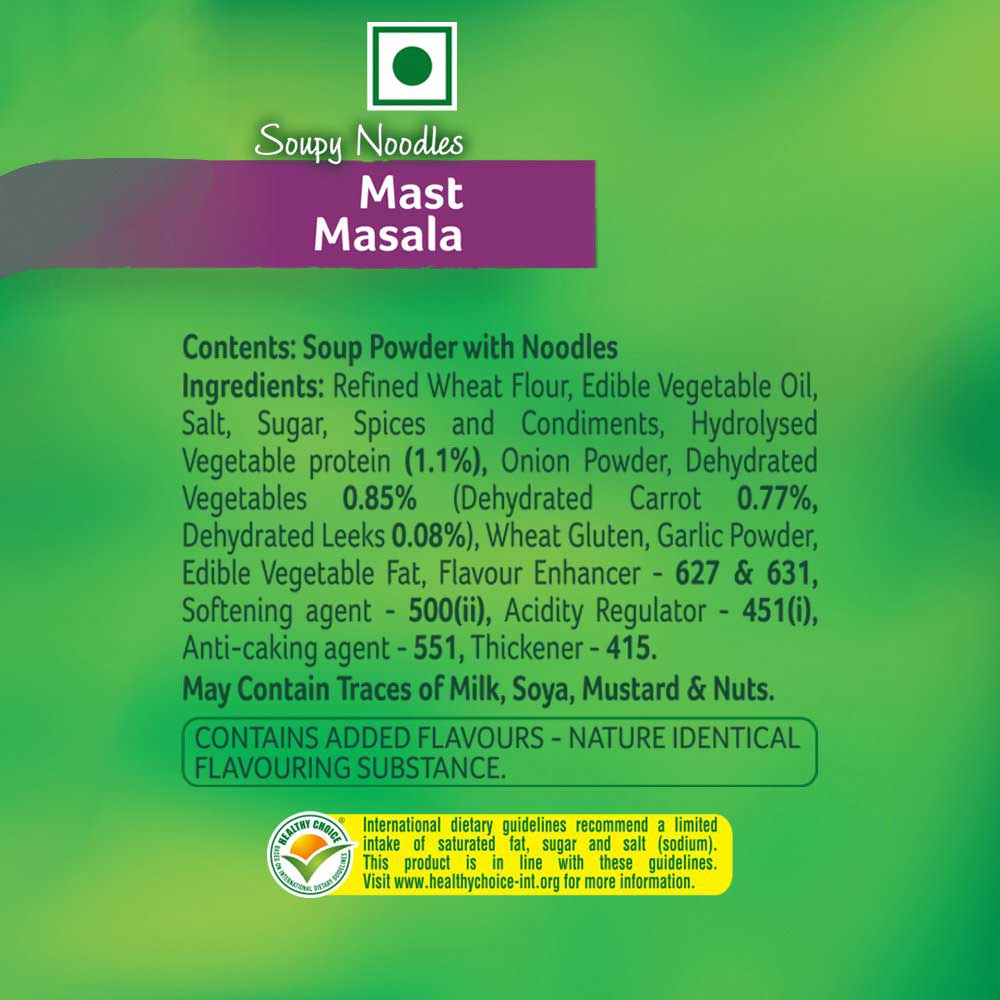 Soupy Noodles
Mast
Masala
Contents: Soup Powder with Noodles
Ingredients: Refined Wheat Flour, Edible Vegetable Oil,
Salt, Sugar, Spices and Condiments, Hydrolysed
Vegetable protein (1.1%), Onion Powder, Dehydrated
Vegetables 0.85% (Dehydrated Carrot 0.77%,
Dehydrated Leeks 0.08%), Wheat Gluten, Garlic Powder,
Edible Vegetable Fat, Flavour Enhancer - 627 & 631,
Softening agent - 500(ii), Acidity Regulator - 451(i),
Anti-caking agent - 551, Thickener - 415.
May Contain Traces of Milk, Soya, Mustard & Nuts.
CONTAINS ADDED FLAVOURS - NATURE IDENTICAL
FLAVOURING SUBSTANCE.
HEALTHY CHOICE®
BASED ON INTERNATIONAL DIETARY GUIDELINES
International dietary guidelines recommend a limited
intake of saturated fat, sugar and salt (sodium).
This product is in line with these guidelines.
Visit www.healthychoice-int.org for more information.